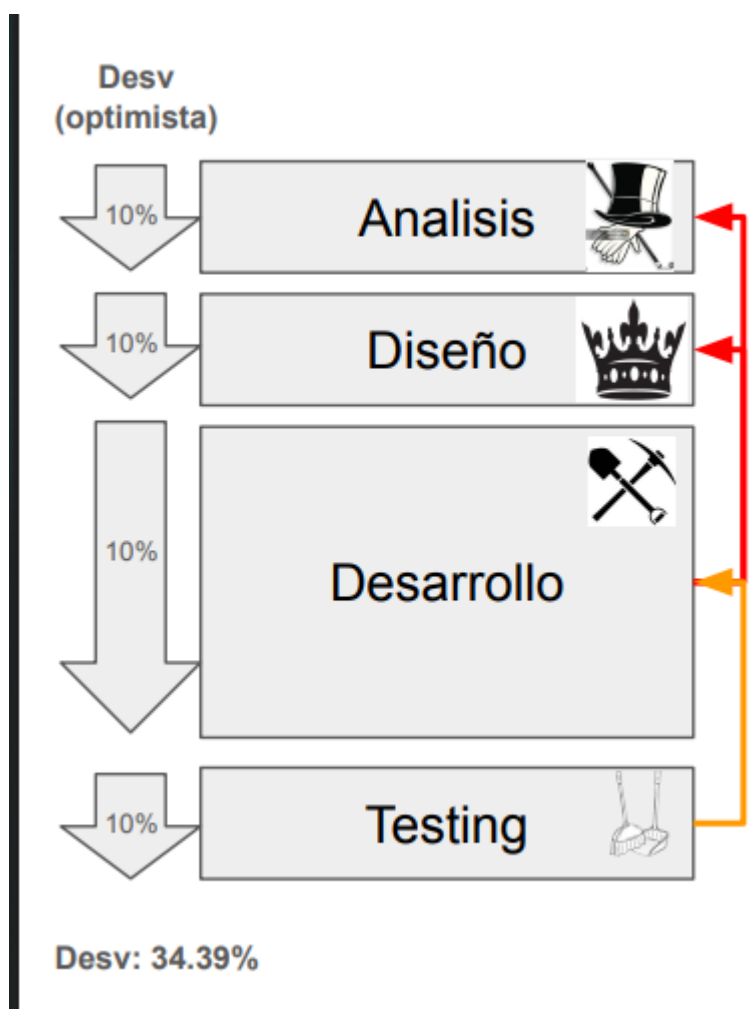 Desv
(optimista)
10%
Analisis
10%
Diseño
10%
Desarrollo
10%
Testing
Desv: 34.39%